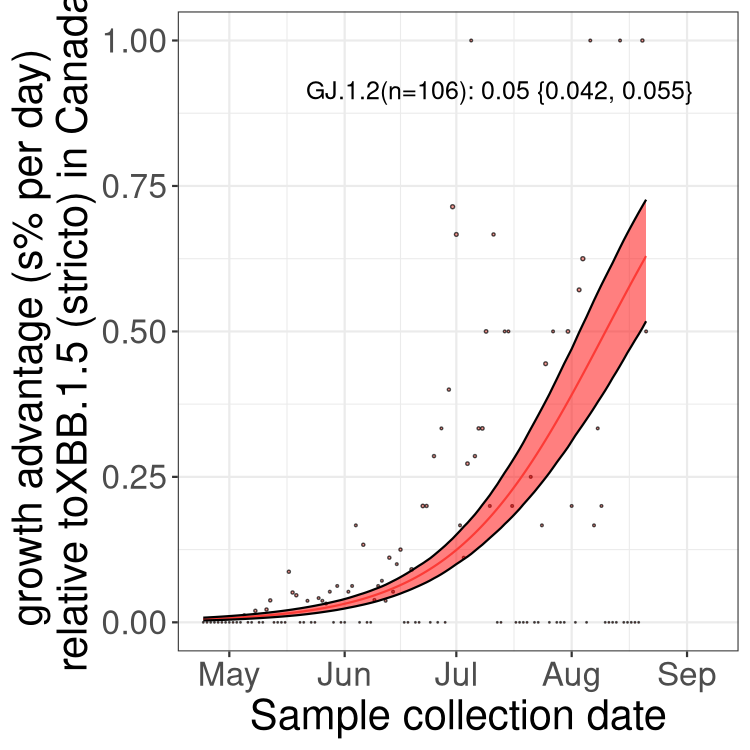 growth advantage (s% per day)
relative toXBB.1.5 (stricto) in Canada
1.00
0.75
0.50
0.25
0.00
GJ.1.2(n=106): 0.05 {0.042, 0.055}
May Jun Jul Aug Sep
Sample collection date